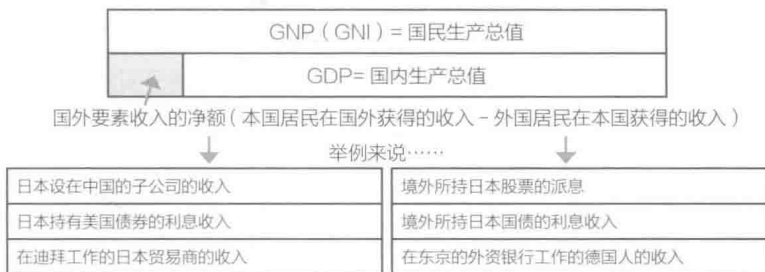 GNP（GNI）= 国民生产总值
GDP= 国内生产总值
国外要素收入的净额（本国居民在国外获得的收入 - 外国居民在本国获得的收入）
举例来说……
日本设在中国的子公司的收入
境外所持日本股票的派息
日本持有美国债券的利息收入
境外所持日本国债的利息收入
在迪拜工作的日本贸易商的收入
在东京的外资银行工作的德国人的收入